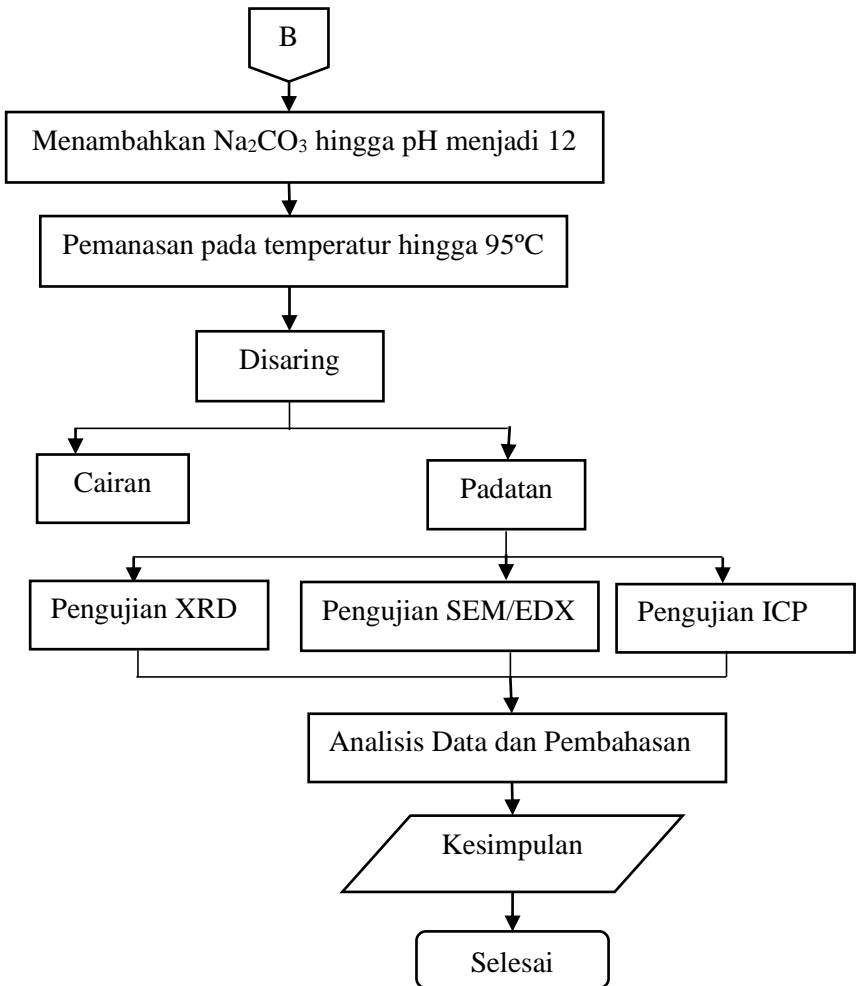 B
Menambahkan Na₂CO₃ hingga pH menjadi 12
Pemanasan pada temperatur hingga 95ºC
Disaring
Cairan
Padatan
Pengujian XRD
Pengujian SEM/EDX
Pengujian ICP
Analisis Data dan Pembahasan
Kesimpulan
Selesai